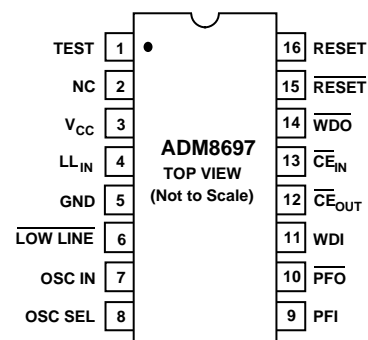 TEST 1 16 RESET
NC 2 15 RESET
VCC 3 14 WDO
LLIN 4 13 CEIN
GND 5 12 CEOUT
LOW LINE 6 11 WDI
OSC IN 7 10 PFO
OSC SEL 8 9 PFI
ADM8697
TOP VIEW
(Not to Scale)